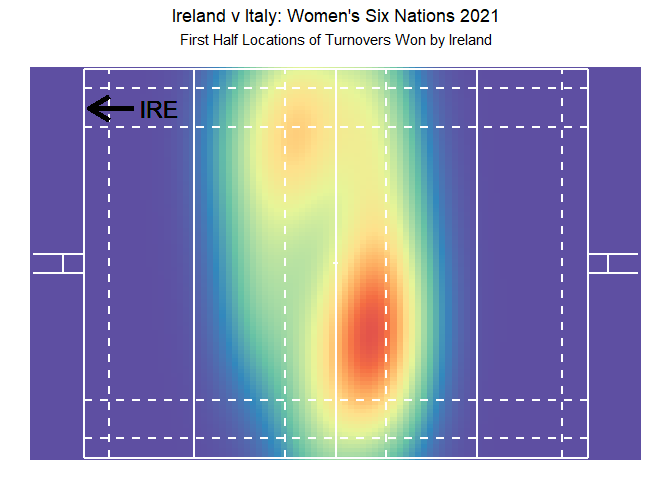 Ireland v Italy: Women's Six Nations 2021
First Half Locations of Turnovers Won by Ireland
IRE